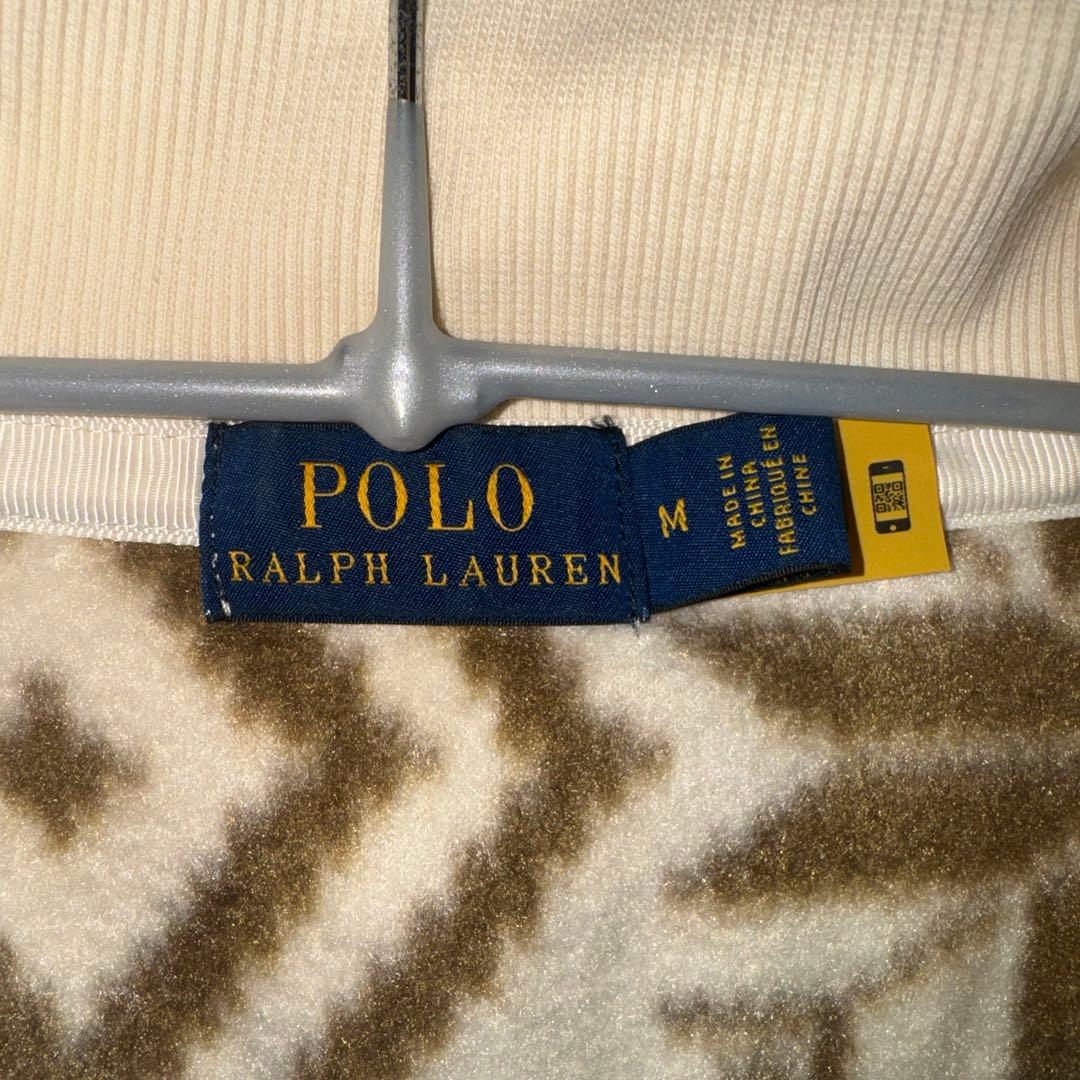 POLO
RALPH LAUREN
M
MADE IN
CHINA
FABRIQUÉ EN
CHINE